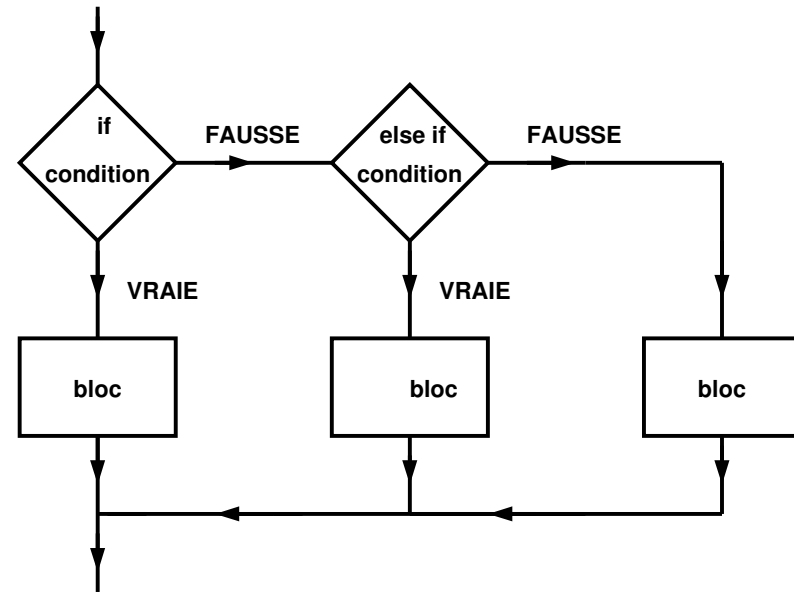 if
condition
FAUSSE
else if
condition
FAUSSE
VRAIE
VRAIE
bloc
bloc
bloc